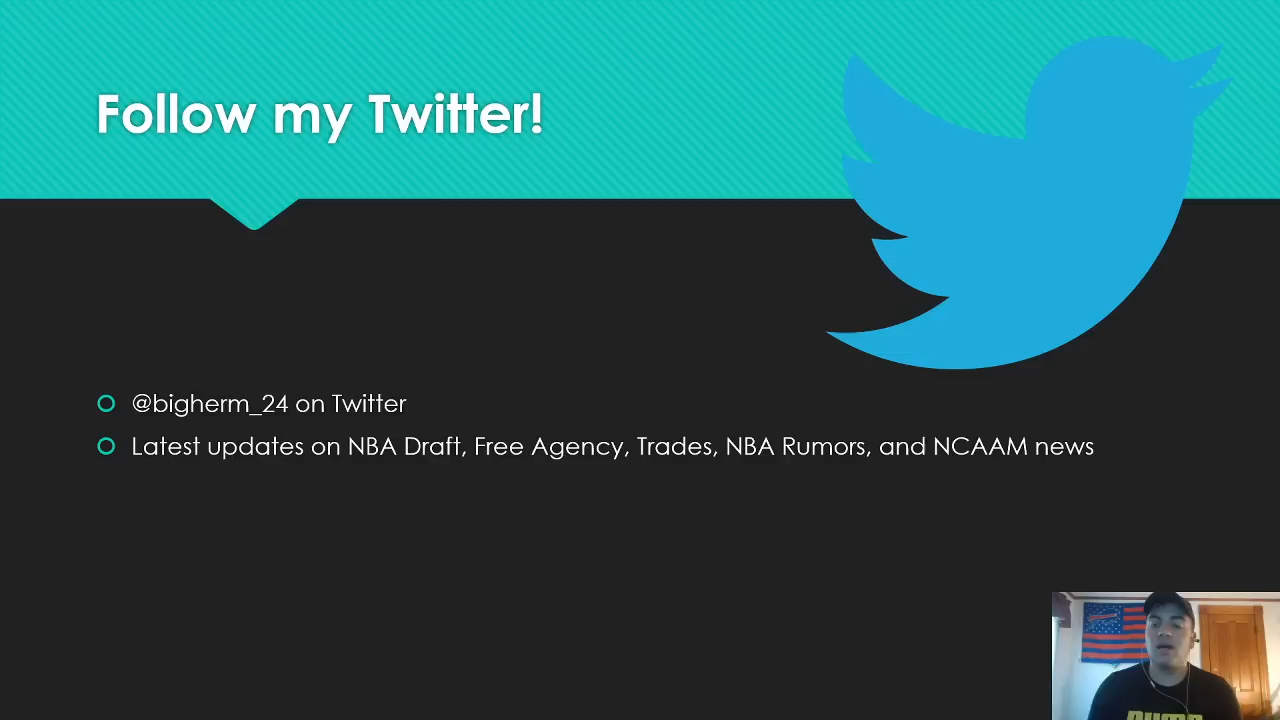 Follow my Twitter!
@bigherm_24 on Twitter
Latest updates on NBA Draft, Free Agency, Trades, NBA Rumors, and NCAAM news